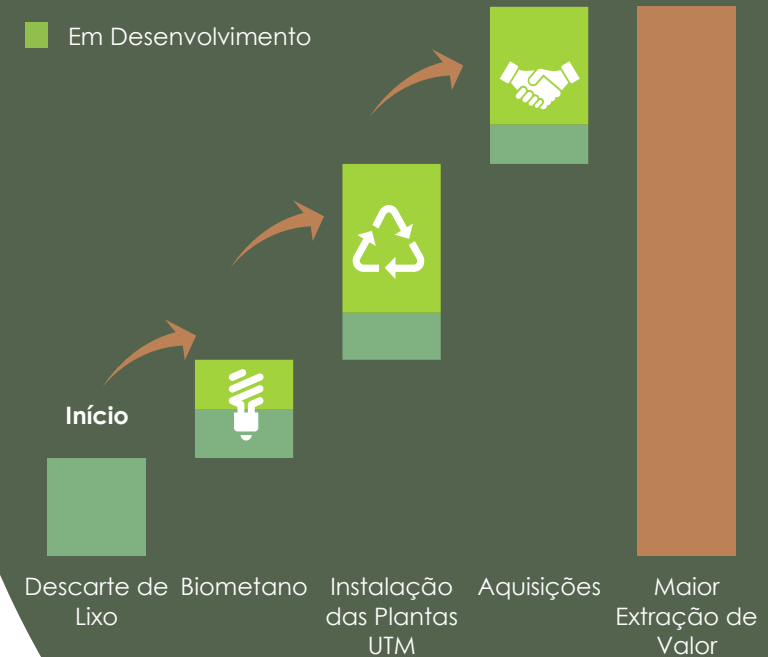 Em Desenvolvimento
Início
Descarte de
Lixo
Biometano
Instalação
das Plantas
UTM
Aquisições
Maior
Extração de
Valor